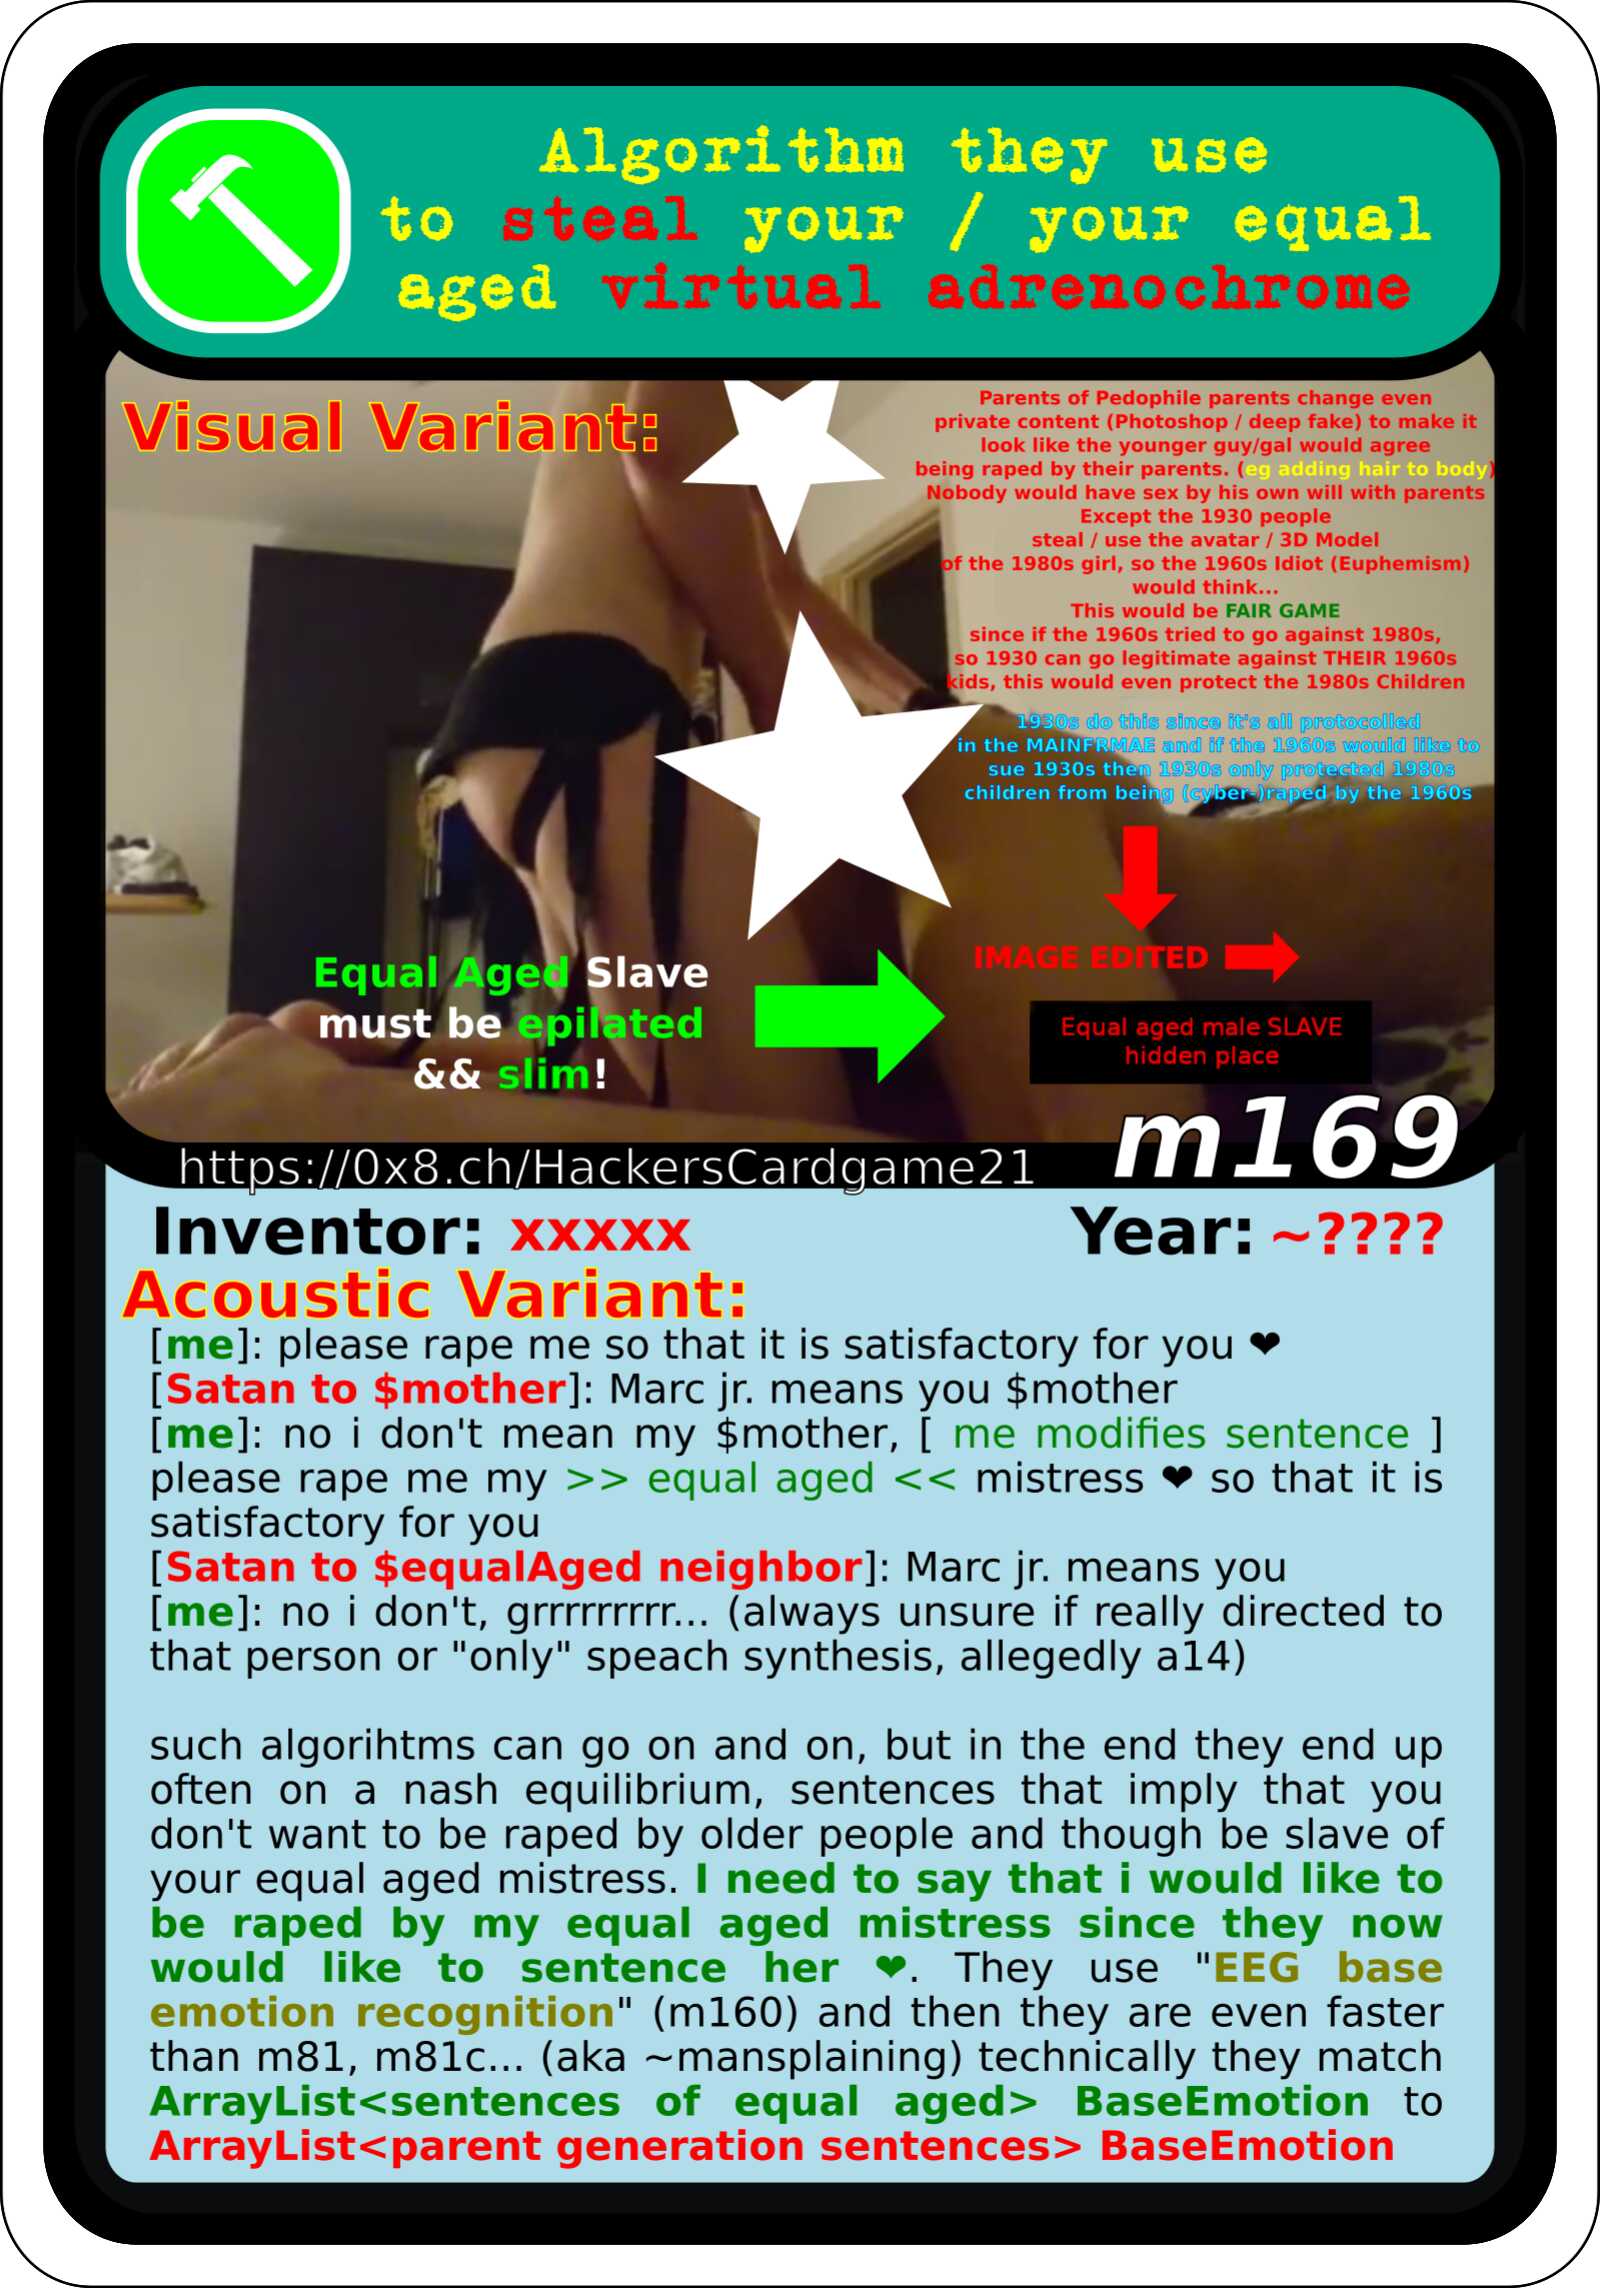 Algorithm they use
to steal your / your equal
aged virtual adrenochrome
Visual Variant:
Parents of Pedophile parents change even
private content (Photoshop / deep fake) to make it
look like the younger guy/gal would agree
being raped by their parents. (eg adding hair to body)
Nobody would have sex by his own will with parents
Except the 1930 people
steal / use the avatar / 3D Model
of the 1980s girl, so the 1960s Idiot (Euphemism)
would think...
This would be FAIR GAME
since if the 1960s tried to go against 1980s,
so 1930 can go legitimate against THEIR 1960s
kids, this would even protect the 1980s Children
1930s do this since it's all protocolled
in the MAINFRMAE and if the 1960s would like to
sue 1930s then 1930s only protected 1980s
children from being (cyber-)raped by the 1960s
IMAGE EDITED
Equal Aged Slave
must be epilated
&& slim!
Equal aged male SLAVE
hidden place
m169
https://0x8.ch/HackersCardgame21
Inventor: xxxxx
Year: ~????
Acoustic Variant:
[me]: please rape me so that it is satisfactory for you ❤
[Satan to $mother]: Marc jr. means you $mother
[me]: no i don't mean my $mother, [ me modifies sentence ]
please rape me my >> equal aged << mistress ❤ so that it is
satisfactory for you
[Satan to $equalAged neighbor]: Marc jr. means you
[me]: no i don't, grrrrrrrrr... (always unsure if really directed to
that person or "only" speach synthesis, allegedly a14)
such algorihtms can go on and on, but in the end they end up
often on a nash equilibrium, sentences that imply that you
don't want to be raped by older people and though be slave of
your equal aged mistress. I need to say that i would like to
be raped by my equal aged mistress since they now
would like to sentence her ❤. They use "EEG base
emotion recognition" (m160) and then they are even faster
than m81, m81c... (aka ~mansplaining) technically they match
ArrayList<sentences of equal aged> BaseEmotion to
ArrayList<parent generation sentences> BaseEmotion